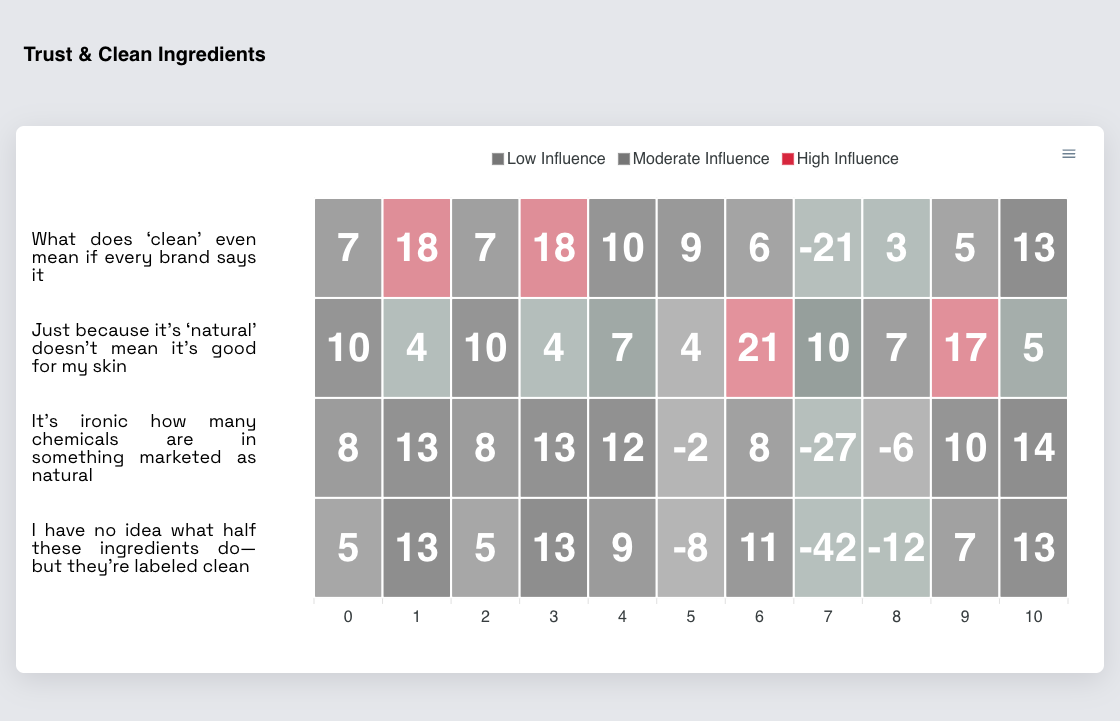 Trust & Clean Ingredients
Low Influence Moderate Influence High Influence
What does ‘clean’ even
mean if every brand says
it
7 18 7 18 10 9 6 -21 3 5 13
Just because it’s ‘natural’
doesn’t mean it’s good
for my skin
10 4 10 4 7 4 21 10 7 17 5
It’s ironic how many
chemicals are in
something marketed as
natural
8 13 8 13 12 -2 8 -27 -6 10 14
I have no idea what half
these ingredients do—
but they’re labeled clean
5 13 5 13 9 -8 11 -42 -12 7 13
0 1 2 3 4 5 6 7 8 9 10